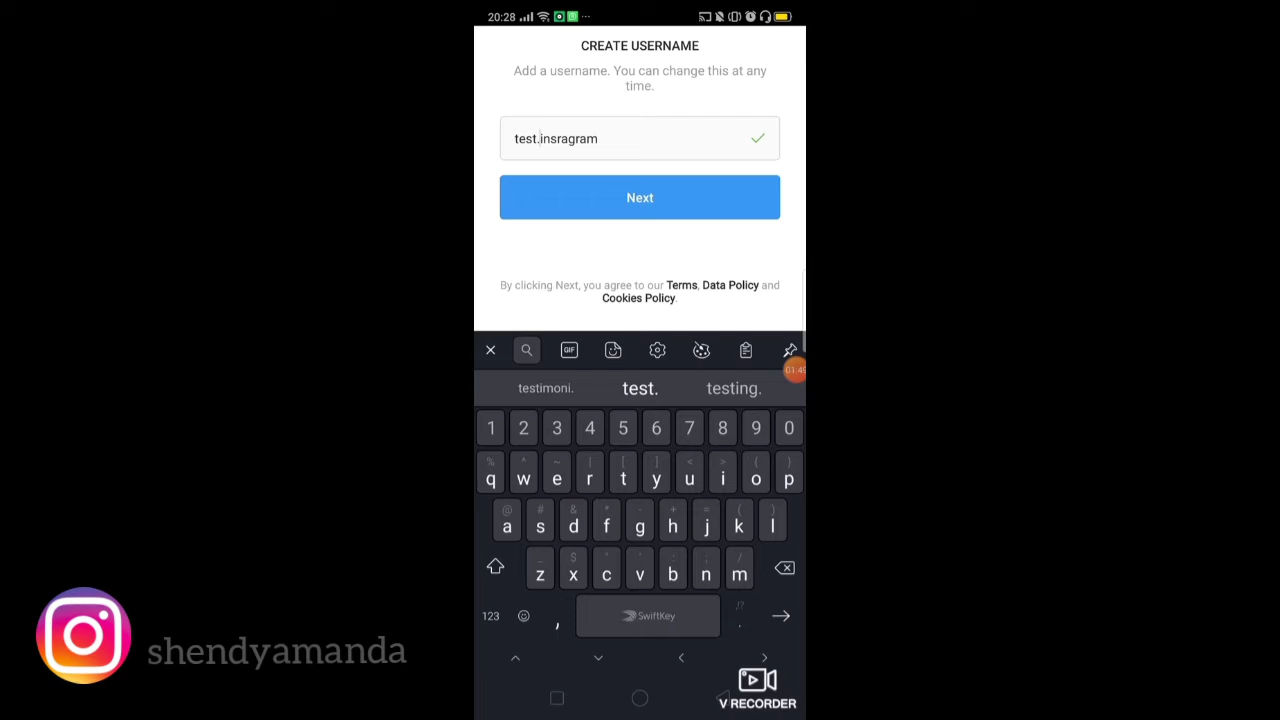 20:28
CREATE USERNAME
Add a username. You can change this at any
time.
test.insragram
Next
By clicking Next, you agree to our Terms, Data Policy and
Cookies Policy.
GIF
01:49
testimoni. test. testing.
1 2 3 4 5 6 7 8 9 0
% ^ ~ | [ ] < > { }
q w e r t y u i o p
@ # & * - + = ( )
a s d f g h j k l
_ $ " ' : ; /
z x c v b n m
123 , SwiftKey !? .
shendyamanda
V RECORDER